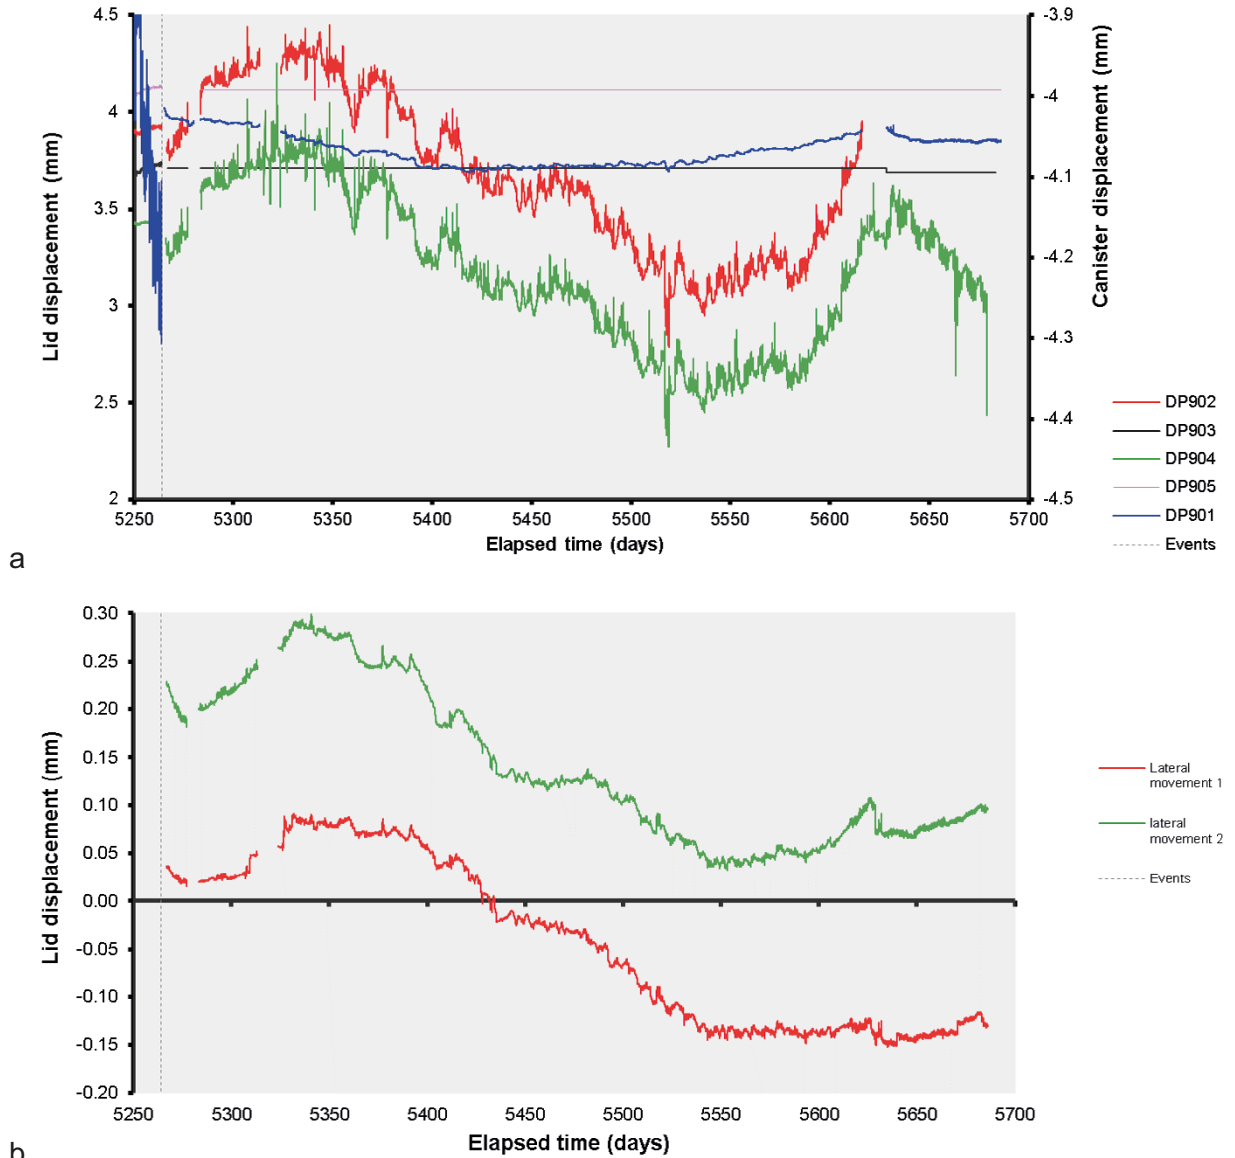 4.5
4
3.5
3
2.5
2
Lid displacement (mm)
-3.9
-4
-4.1
-4.2
-4.3
-4.4
-4.5
Canister displacement (mm)
5250 5300 5350 5400 5450 5500 5550 5600 5650 5700
Elapsed time (days)
DP902
DP903
DP904
DP905
DP901
Events
a
0.30
0.25
0.20
0.15
0.10
0.05
0.00
-0.05
-0.10
-0.15
-0.20
Lid displacement (mm)
5250 5300 5350 5400 5450 5500 5550 5600 5650 5700
Elapsed time (days)
Lateral
movement 1
lateral
movement 2
Events
b